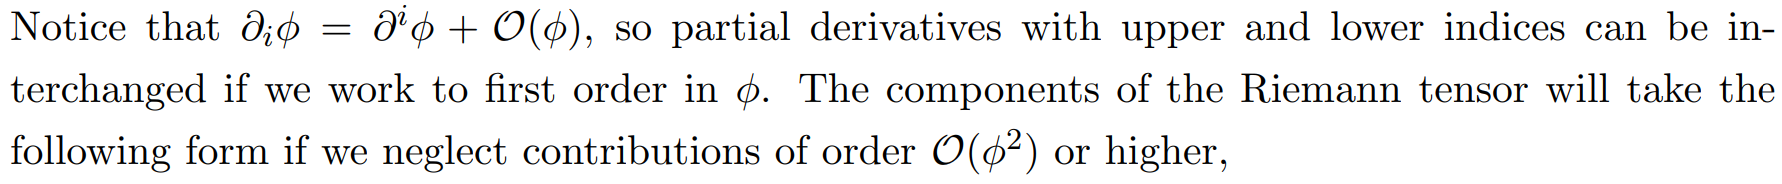 Notice that ∂ᵢϕ = ∂ⁱϕ + 𝒪(ϕ), so partial derivatives with upper and lower indices can be in-
terchanged if we work to first order in ϕ. The components of the Riemann tensor will take the
following form if we neglect contributions of order 𝒪(ϕ²) or higher,